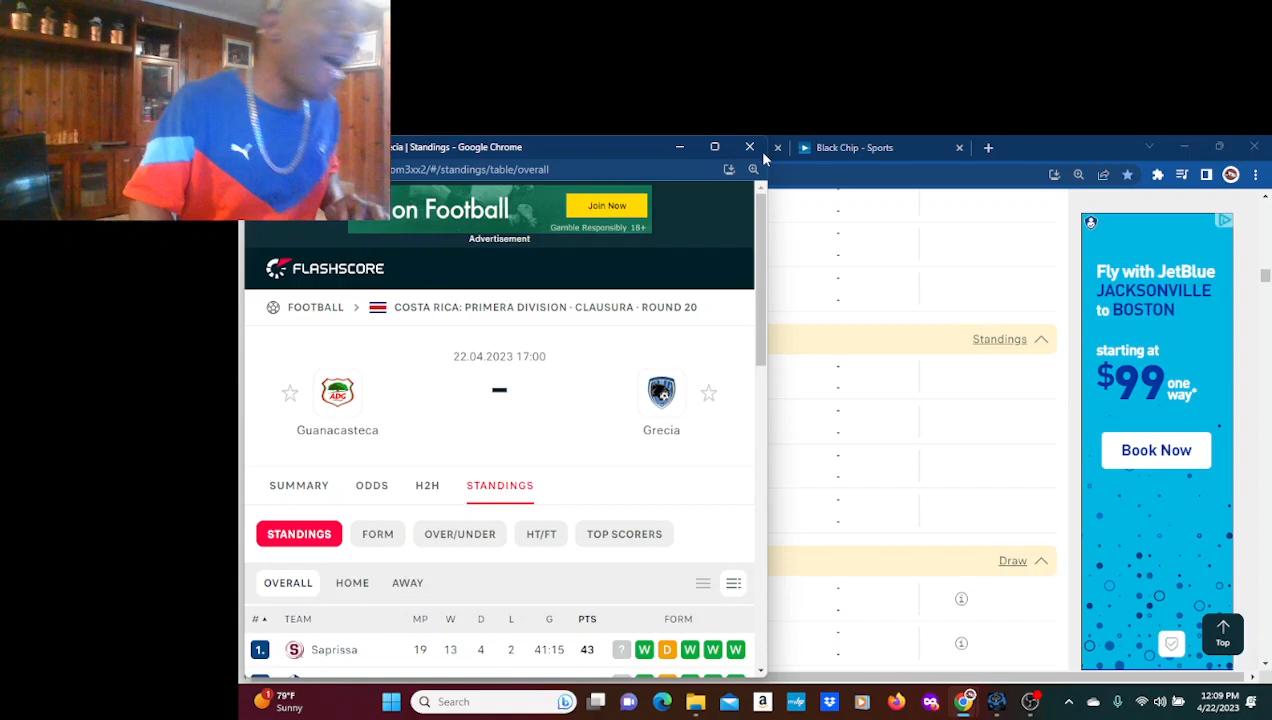 ecia | Standings - Google Chrome
Black Chip - Sports
om3xx2/#/standings/table/overall
on Football
Join Now
Gamble Responsibly 18+
Advertisement
FLASHSCORE
FOOTBALL > COSTA RICA: PRIMERA DIVISION - CLAUSURA - ROUND 20
22.04.2023 17:00
-
Guanacasteca
Grecia
SUMMARY ODDS H2H STANDINGS
STANDINGS FORM OVER/UNDER HT/FT TOP SCORERS
OVERALL HOME AWAY
# TEAM MP W D L G PTS FORM
1. Saprissa 19 13 4 2 41:15 43 ? W D W W W
Standings
Draw
Fly with JetBlue
JACKSONVILLE
to BOSTON
starting at
$99 one
way*
Book Now
Top
79°F
Sunny
Search
12:09 PM
4/22/2023